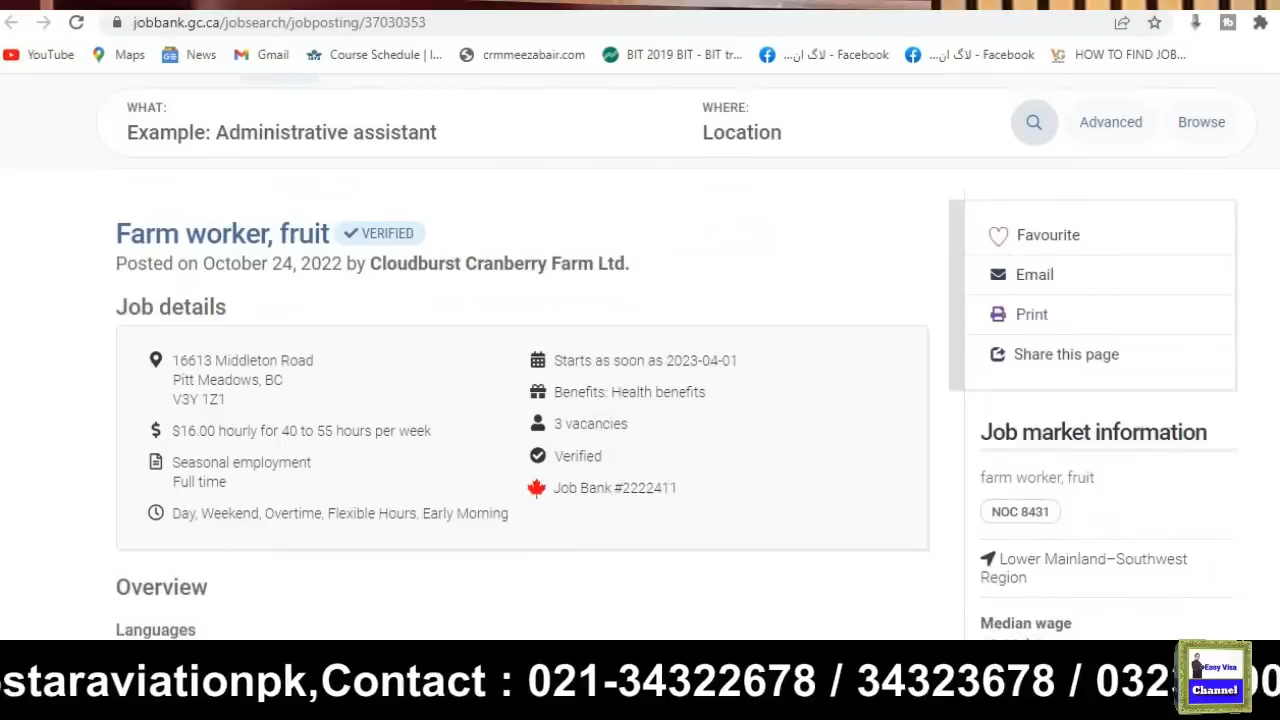 jobbank.gc.ca/jobsearch/jobposting/37030353
YouTube Maps News Gmail Course Schedule | I... crmmeezabair.com BIT 2019 BIT - BIT tr... لاگ ان... - Facebook لاگ ان... - Facebook HOW TO FIND JOB...
WHAT: WHERE:
Example: Administrative assistant Location Advanced Browse
Farm worker, fruit VERIFIED
Posted on October 24, 2022 by Cloudburst Cranberry Farm Ltd.
Job details
16613 Middleton Road
Pitt Meadows, BC
V3Y 1Z1
$16.00 hourly for 40 to 55 hours per week
Seasonal employment
Full time
Day, Weekend, Overtime, Flexible Hours, Early Morning
Starts as soon as 2023-04-01
Benefits: Health benefits
3 vacancies
Verified
Job Bank #2222411
Overview
Languages
Favourite
Email
Print
Share this page
Job market information
farm worker, fruit
NOC 8431
Lower Mainland–Southwest
Region
Median wage
staraviationpk,Contact : 021-34322678 / 34323678 / 032
Easy Visa
Channel